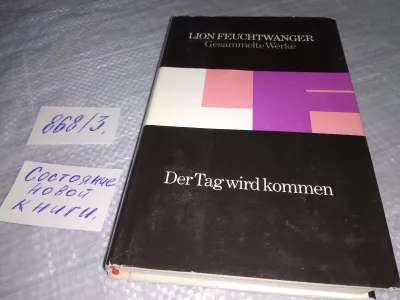 LION FEUCHTWANGER
Gesammelte Werke
Der Tag wird kommen
868/3,
Состояние
новой
книги.